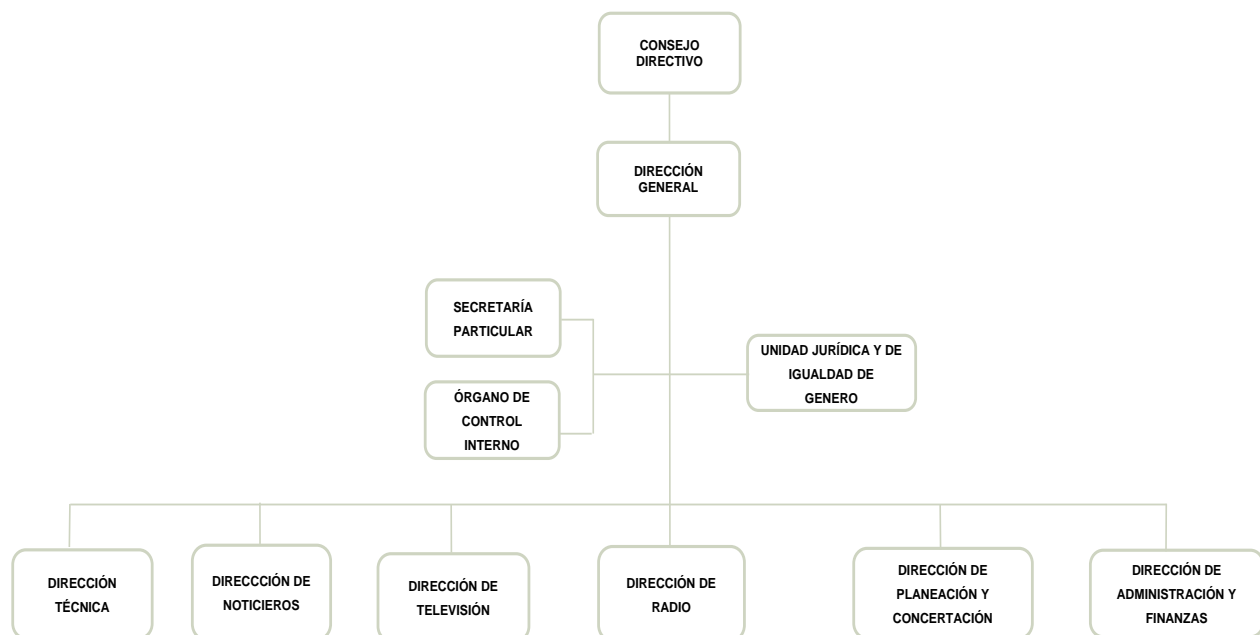 CONSEJO
DIRECTIVO
DIRECCIÓN
GENERAL
SECRETARÍA
PARTICULAR
UNIDAD JURÍDICA Y DE
IGUALDAD DE
GENERO
ÓRGANO DE
CONTROL
INTERNO
DIRECCIÓN
TÉCNICA
DIRECCCIÓN DE
NOTICIEROS
DIRECCIÓN DE
TELEVISIÓN
DIRECCIÓN DE
RADIO
DIRECCIÓN DE
PLANEACIÓN Y
CONCERTACIÓN
DIRECCIÓN DE
ADMINISTRACIÓN Y
FINANZAS